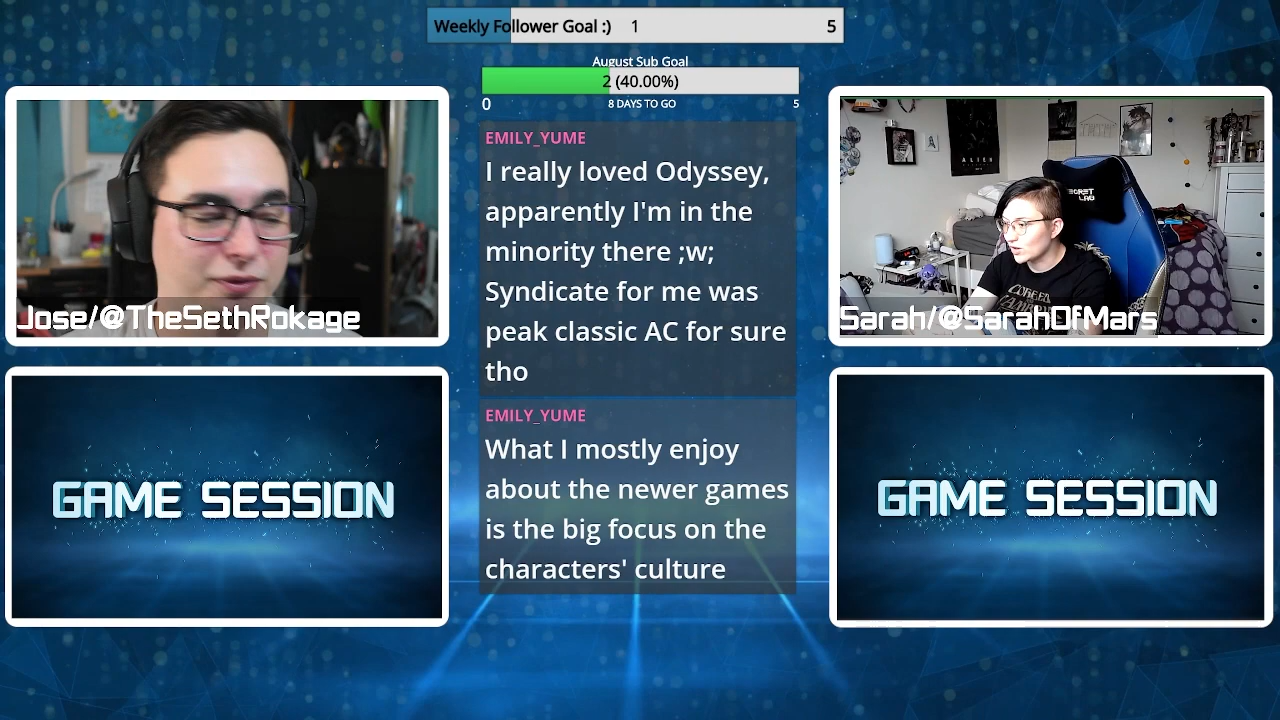 Weekly Follower Goal :) 1 5
August Sub Goal
2 (40.00%)
0 8 DAYS TO GO 5
EMILY_YUME
I really loved Odyssey,
apparently I'm in the
minority there ;w;
Syndicate for me was
peak classic AC for sure
tho
EMILY_YUME
What I mostly enjoy
about the newer games
is the big focus on the
characters' culture
Jose/@TheSethRokage
ALIEN
Sarah/@SarahOfMars
GAME SESSION
GAME SESSION